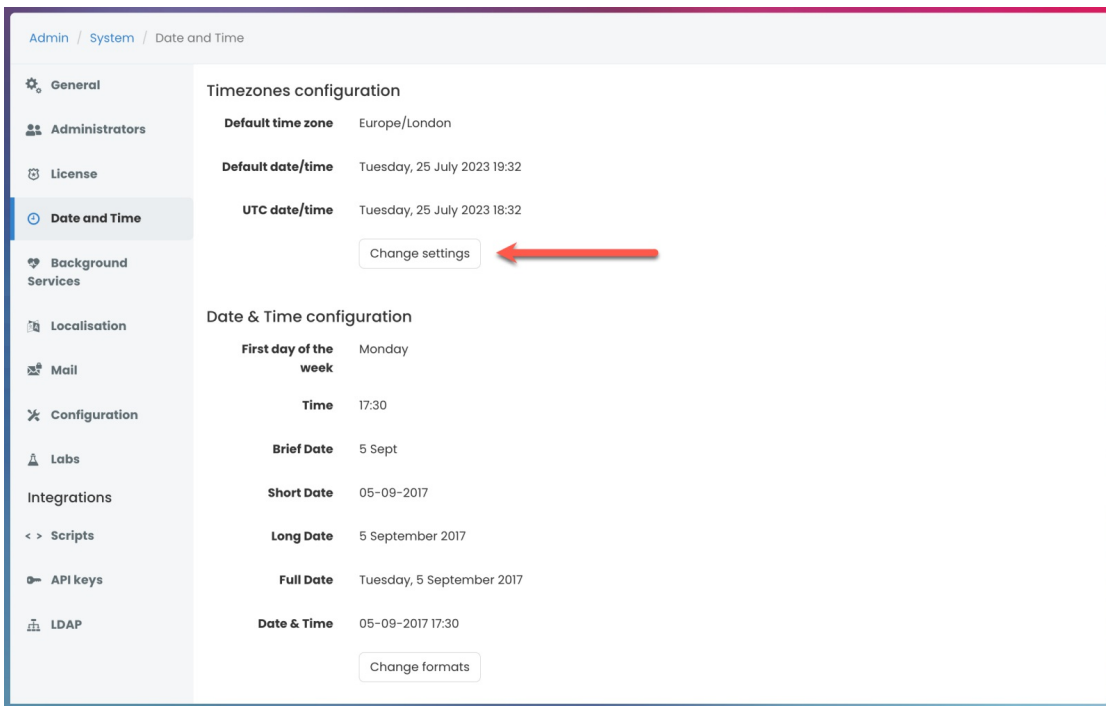 Admin / System / Date and Time
General
Administrators
License
Date and Time
Background
Services
Localisation
Mail
Configuration
Labs
Integrations
Scripts
API keys
LDAP
Timezones configuration
Default time zone Europe/London
Default date/time Tuesday, 25 July 2023 19:32
UTC date/time Tuesday, 25 July 2023 18:32
Change settings
Date & Time configuration
First day of the Monday
week
Time 17:30
Brief Date 5 Sept
Short Date 05-09-2017
Long Date 5 September 2017
Full Date Tuesday, 5 September 2017
Date & Time 05-09-2017 17:30
Change formats